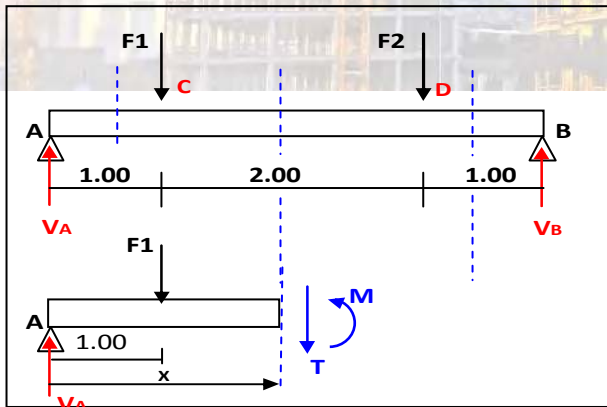 F1 F2
C D
A B
1.00 2.00 1.00
VA VB
F1
M
A
1.00
x T
VA